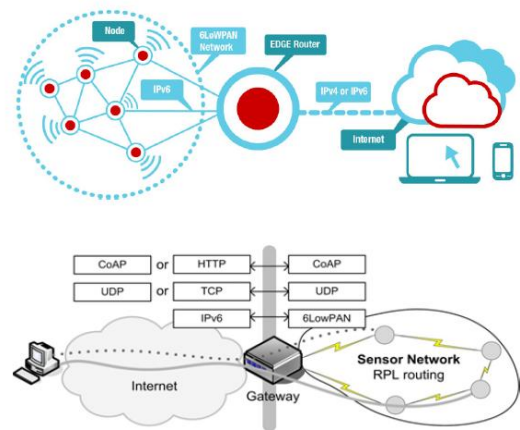 Node
6LoWPAN
Network
EDGE Router
IPv6
IPv4 or IPv6
Internet
CoAP or HTTP CoAP
UDP or TCP UDP
IPv6 6LowPAN
Sensor Network
RPL routing
Internet
Gateway